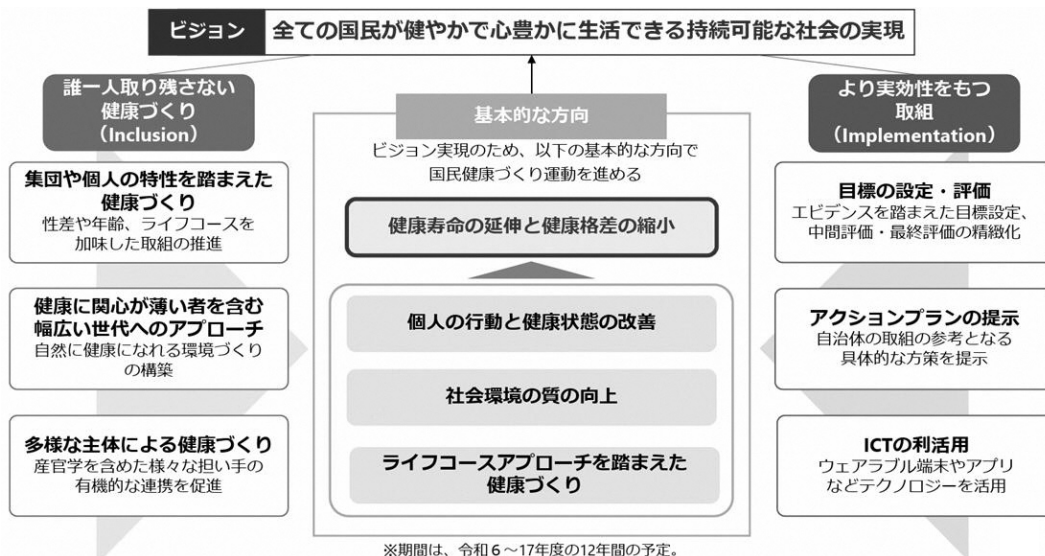 ビジョン 全ての国民が健やかで心豊かに生活できる持続可能な社会の実現
誰一人取り残さない
健康づくり
（Inclusion）
集団や個人の特性を踏まえた
健康づくり
性差や年齢、ライフコースを
加味した取組の推進
健康に関心が薄い者を含む
幅広い世代へのアプローチ
自然に健康になれる環境づくり
の構築
多様な主体による健康づくり
産官学を含めた様々な担い手の
有機的な連携を促進
基本的な方向
ビジョン実現のため、以下の基本的な方向で
国民健康づくり運動を進める
健康寿命の延伸と健康格差の縮小
個人の行動と健康状態の改善
社会環境の質の向上
ライフコースアプローチを踏まえた
健康づくり
※期間は、令和６～17年度の12年間の予定。
より実効性をもつ
取組
（Implementation）
目標の設定・評価
エビデンスを踏まえた目標設定、
中間評価・最終評価の精緻化
アクションプランの提示
自治体の取組の参考となる
具体的な方策を提示
ICTの利活用
ウェアラブル端末やアプリ
などテクノロジーを活用